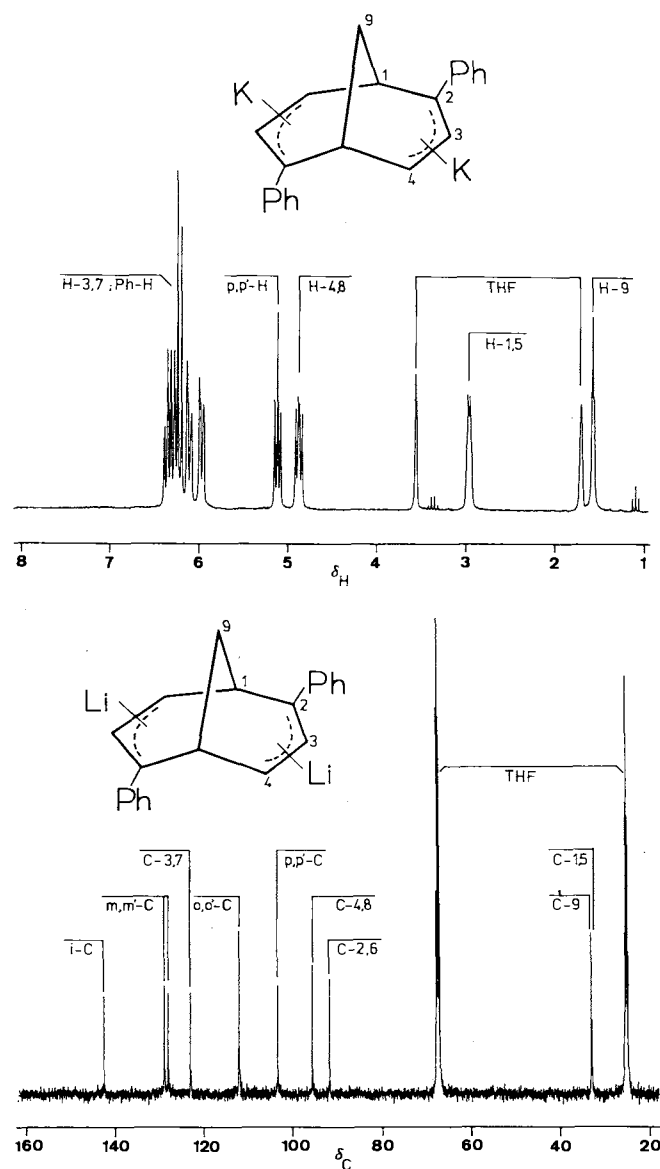 9
1
Ph
2
K
3
4
K
Ph
H-3,7 ; Ph-H
p,p'-H
H-4,8
THF
H-9
H-1,5
8 7 6 5 4 3 2 1
δH
9
1
Ph
2
Li
3
4
Li
Ph
THF
C-3,7
p,p'-C
C-1,5
m,m'-C
o,o'-C
C-4,8
C-9
i-C
C-2,6
160 140 120 100 80 60 40 20
δC